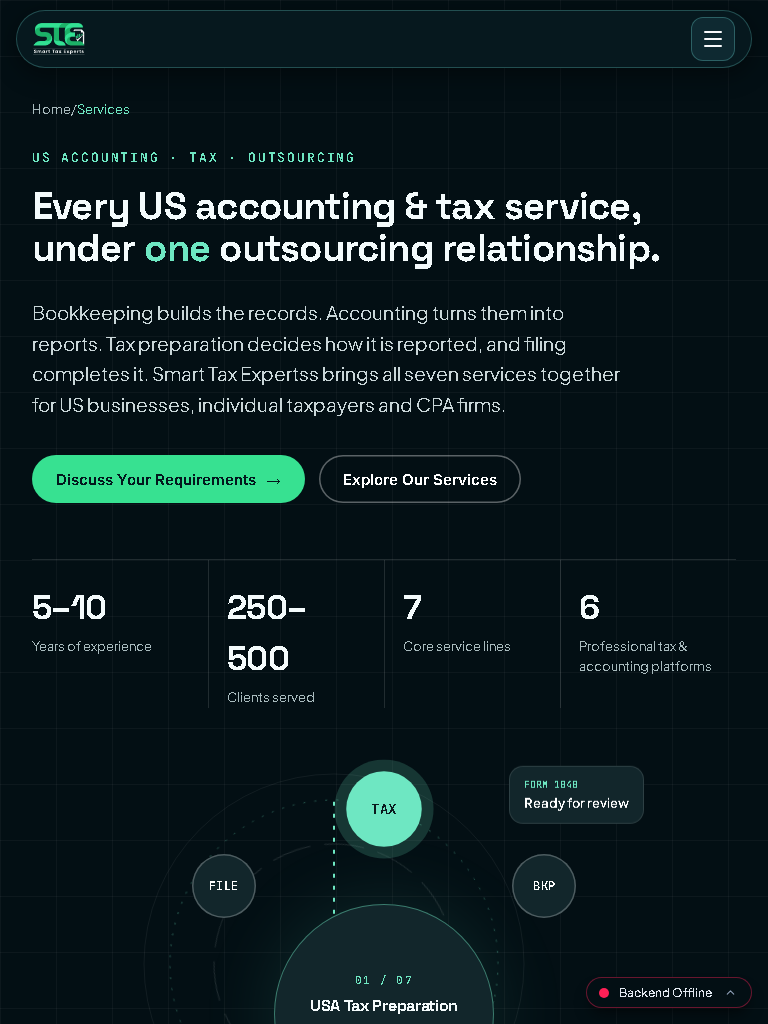 STE
Smart Tax Experts
Home/Services
US ACCOUNTING · TAX · OUTSOURCING
Every US accounting & tax service,
under one outsourcing relationship.
Bookkeeping builds the records. Accounting turns them into
reports. Tax preparation decides how it is reported, and filing
completes it. Smart Tax Expertss brings all seven services together
for US businesses, individual taxpayers and CPA firms.
Discuss Your Requirements →
Explore Our Services
5–10
Years of experience
250–
500
Clients served
7
Core service lines
6
Professional tax &
accounting platforms
TAX
FORM 1040
Ready for review
FILE
BKP
01 / 07
USA Tax Preparation
Backend Offline